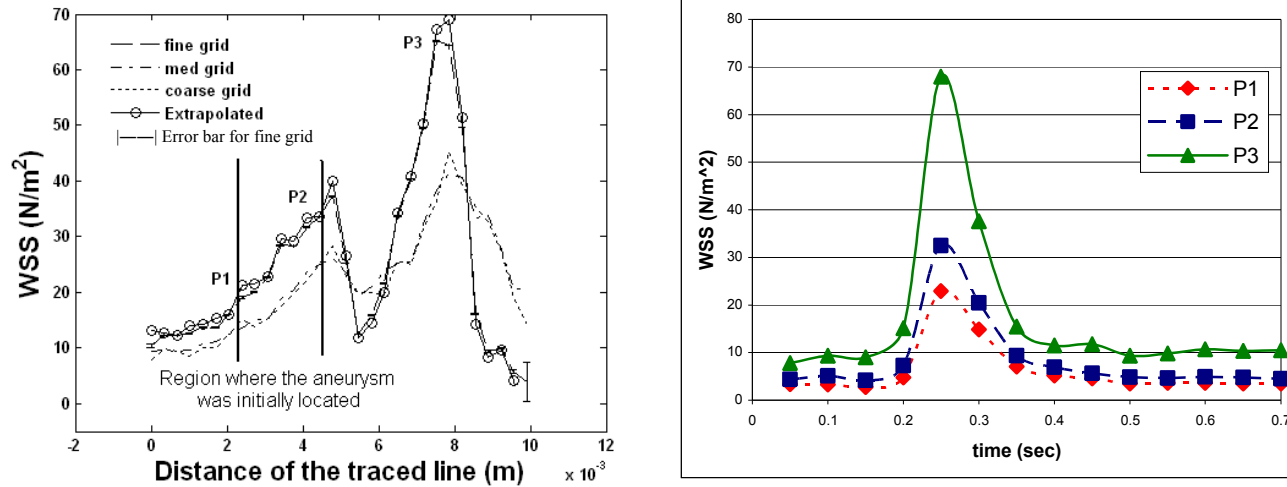 70
60
50
40
30
20
10
0
WSS (N/m²)
fine grid
med grid
coarse grid
Extrapolated
Error bar for fine grid
P1
P2
P3
Region where the aneurysm
was initially located
-2 0 2 4 6 8 10 12
Distance of the traced line (m)
x 10⁻³
80
70
60
50
40
30
20
10
0
WSS (N/m^2)
P1
P2
P3
0 0.1 0.2 0.3 0.4 0.5 0.6 0.7
time (sec)